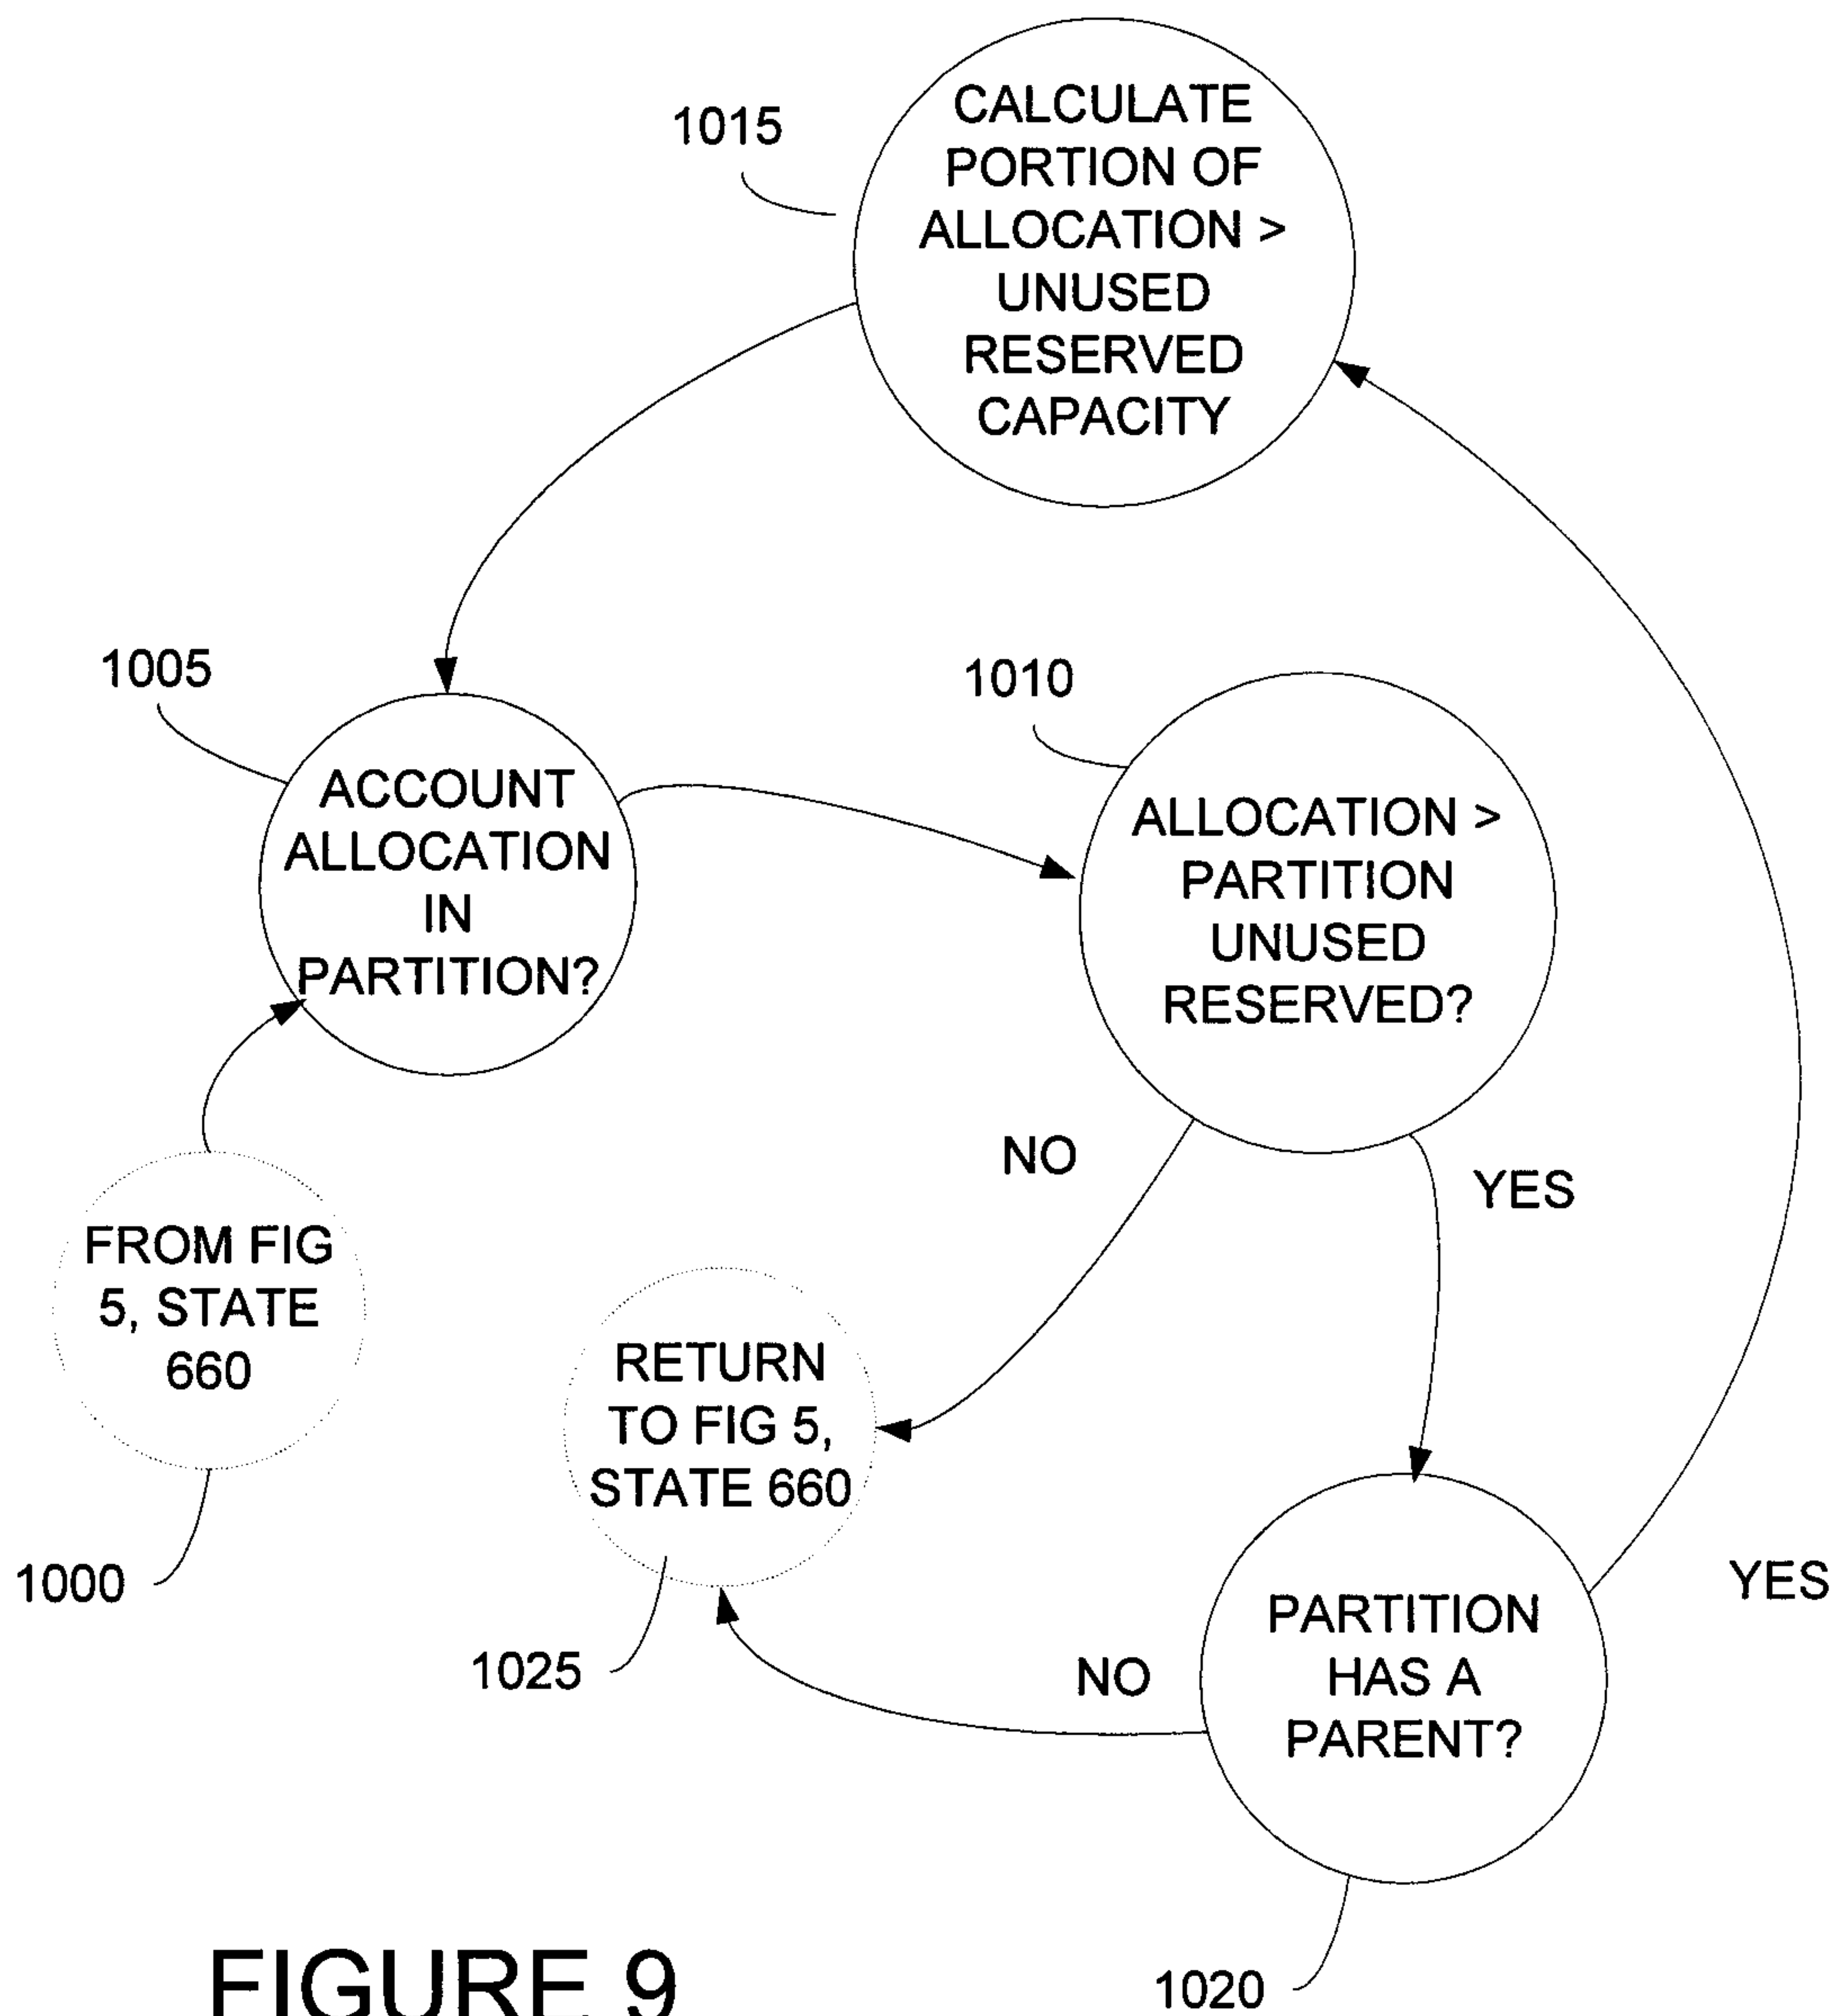 1015
CALCULATE
PORTION OF
ALLOCATION >
UNUSED
RESERVED
CAPACITY
1005
ACCOUNT
ALLOCATION
IN
PARTITION?
1010
ALLOCATION >
PARTITION
UNUSED
RESERVED?
NO
YES
FROM FIG
5, STATE
660
1000
RETURN
TO FIG 5,
STATE 660
1025
NO
PARTITION
HAS A
PARENT?
YES
1020
FIGURE 9